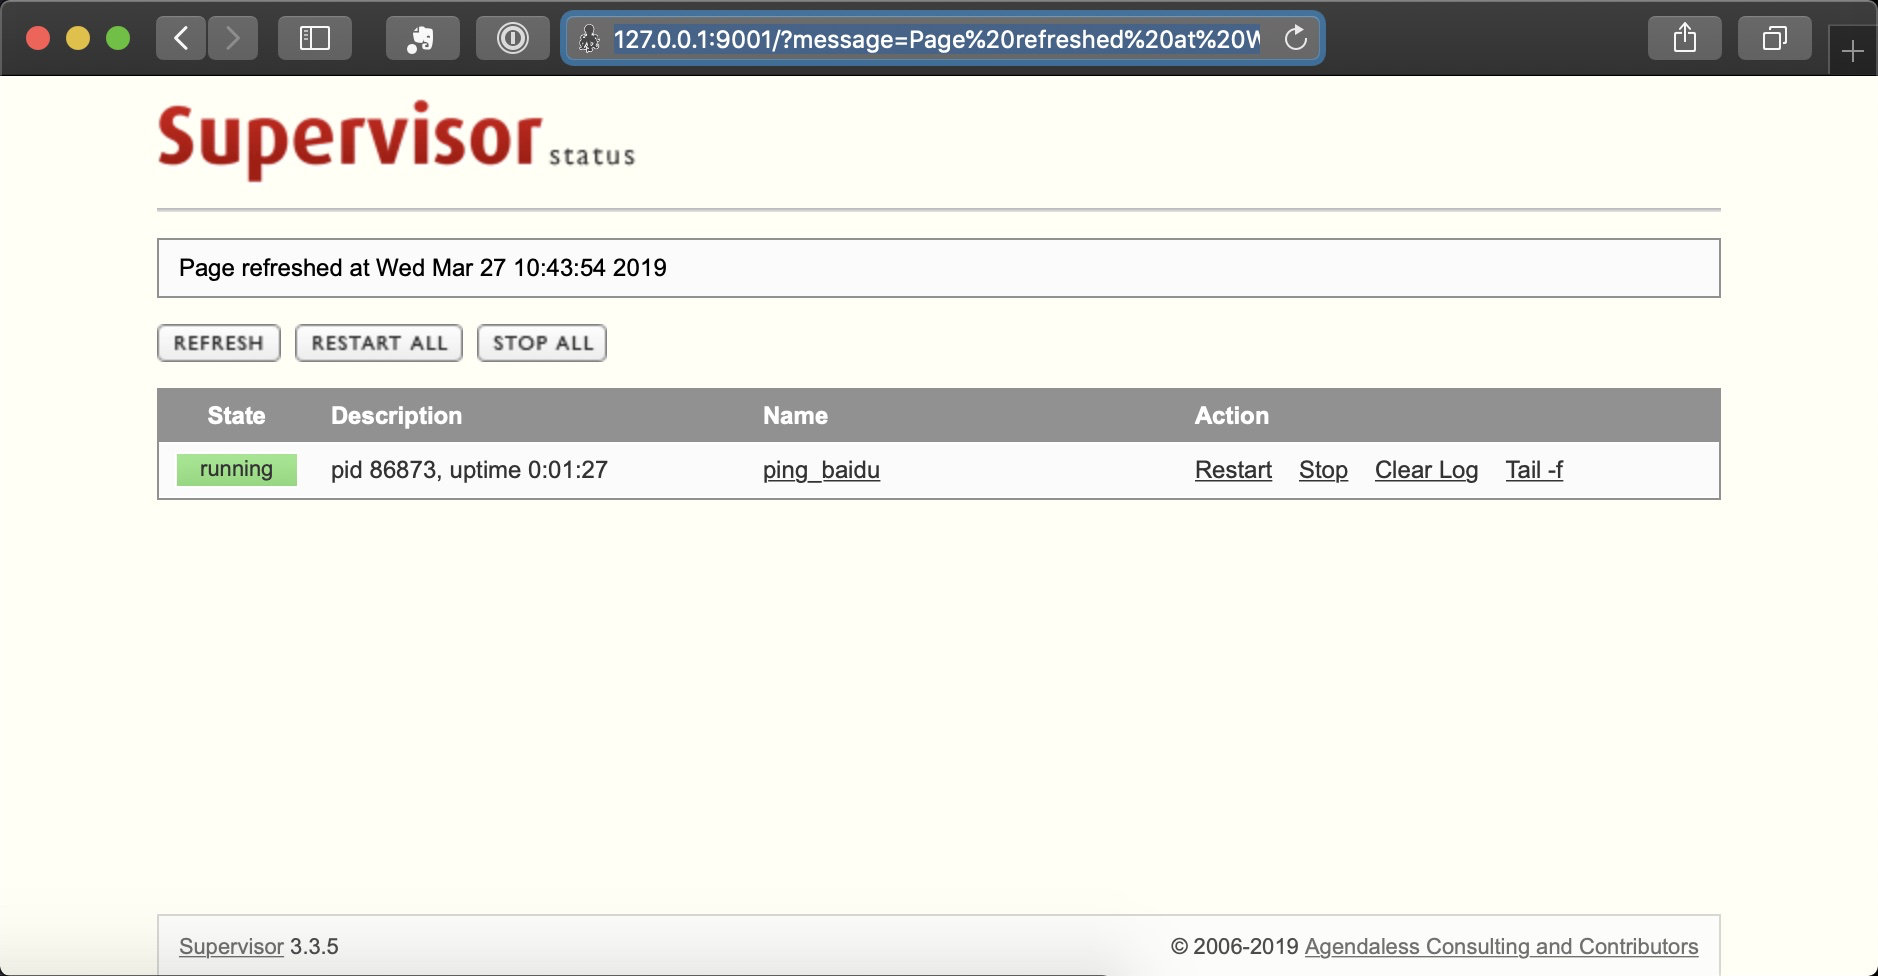 127.0.0.1:9001/?message=Page%20refreshed%20at%20W
Supervisor status
Page refreshed at Wed Mar 27 10:43:54 2019
REFRESH RESTART ALL STOP ALL
State Description Name Action
running pid 86873, uptime 0:01:27 ping_baidu Restart Stop Clear Log Tail -f
Supervisor 3.3.5 © 2006-2019 Agendaless Consulting and Contributors